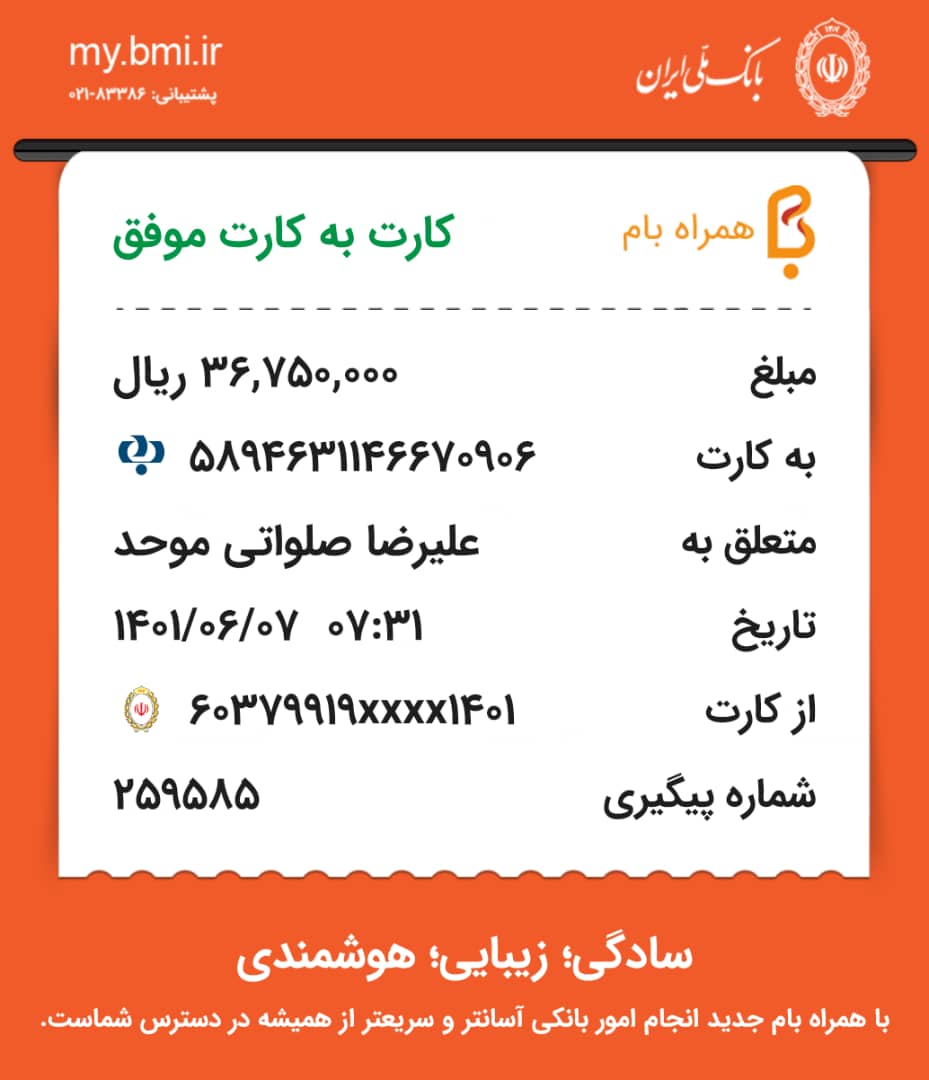 بانک ملّی ایران
my.bmi.ir
پشتیبانی: ۸۳۳۸۶-۰۲۱
همراه بام
کارت به کارت موفق
مبلغ ۳۶,۷۵۰,۰۰۰ ریال
به کارت ۵۸۹۴۶۳۱۱۴۶۶۷۰۹۰۶
متعلق به علیرضا صلواتی موحد
تاریخ ۱۴۰۱/۰۶/۰۷ ۰۷:۳۱
از کارت ۶۰۳۷۹۹۱۹xxxx۱۴۰۱
شماره پیگیری ۲۵۹۵۸۵
سادگی؛ زیبایی؛ هوشمندی
با همراه بام جدید انجام امور بانکی آسانتر و سریعتر از همیشه در دسترس شماست.